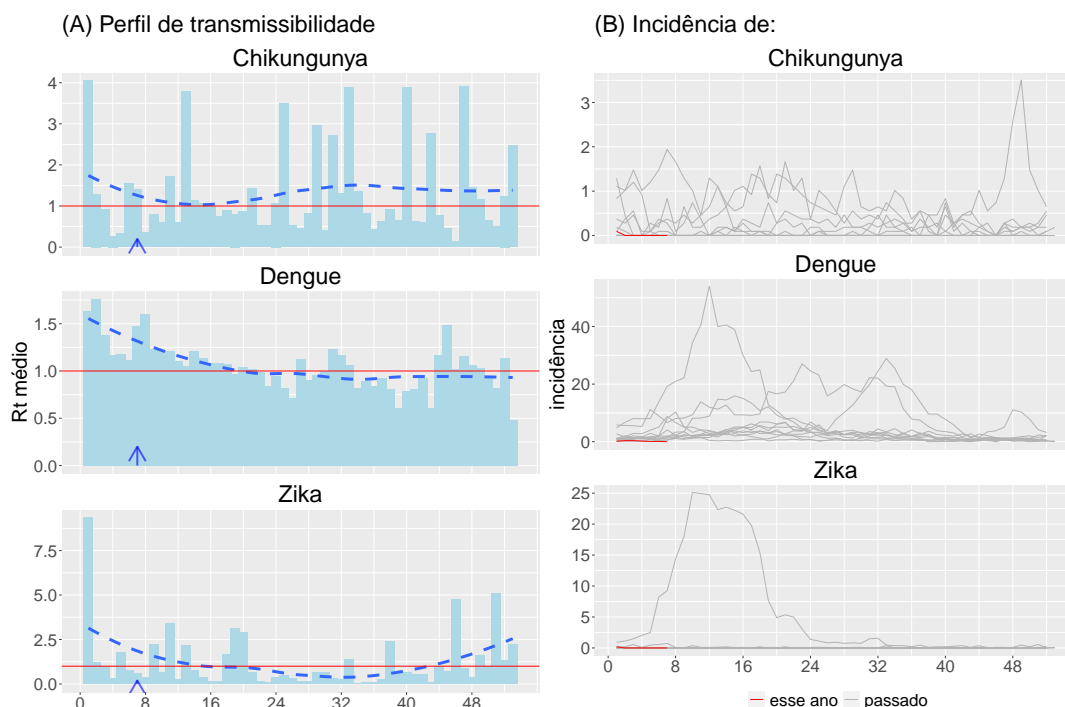 (A) Perfil de transmissibilidade
Chikungunya
4
3
2
1
0
Dengue
Rt médio
1.5
1.0
0.5
0.0
Zika
7.5
5.0
2.5
0.0
0 8 16 24 32 40 48
(B) Incidência de:
Chikungunya
3
2
1
0
Dengue
incidência
40
20
0
Zika
25
20
15
10
5
0
0 8 16 24 32 40 48
esse ano passado